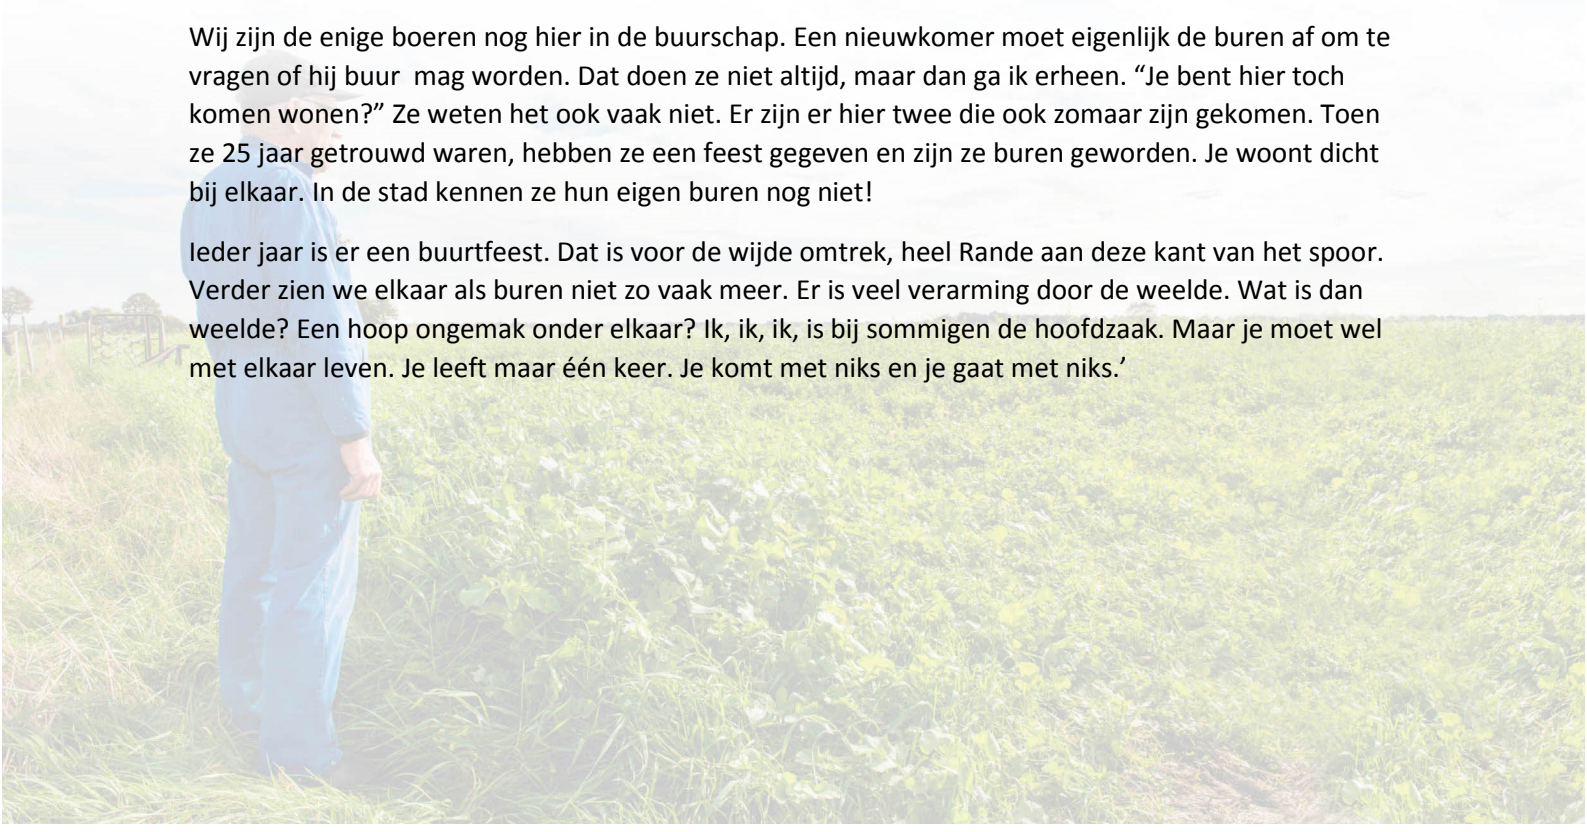 Wij zijn de enige boeren nog hier in de buurschap. Een nieuwkomer moet eigenlijk de buren af om te
vragen of hij buur  mag worden. Dat doen ze niet altijd, maar dan ga ik erheen. “Je bent hier toch
komen wonen?” Ze weten het ook vaak niet. Er zijn er hier twee die ook zomaar zijn gekomen. Toen
ze 25 jaar getrouwd waren, hebben ze een feest gegeven en zijn ze buren geworden. Je woont dicht
bij elkaar. In de stad kennen ze hun eigen buren nog niet!
Ieder jaar is er een buurtfeest. Dat is voor de wijde omtrek, heel Rande aan deze kant van het spoor.
Verder zien we elkaar als buren niet zo vaak meer. Er is veel verarming door de weelde. Wat is dan
weelde? Een hoop ongemak onder elkaar? Ik, ik, ik, is bij sommigen de hoofdzaak. Maar je moet wel
met elkaar leven. Je leeft maar één keer. Je komt met niks en je gaat met niks.’